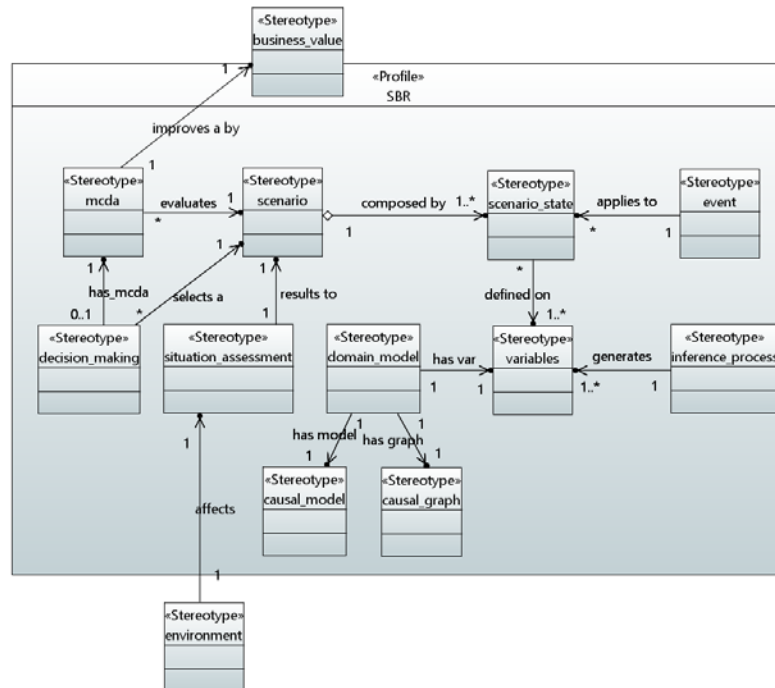 «Stereotype»
business_value
«Profile»
SBR
1
improves a by
1
«Stereotype»
mcda
evaluates
1
*
«Stereotype»
scenario
composed by
1..*
1
«Stereotype»
scenario_state
applies to
*
1
«Stereotype»
event
1
has_mcda
0..1
1
selects a
*
1
results to
1
*
defined on
1..*
«Stereotype»
decision_making
«Stereotype»
situation_assessment
«Stereotype»
domain_model
has var
1
1
«Stereotype»
variables
generates
1..*
1
«Stereotype»
inference_process
1
has model
1
1
has graph
1
«Stereotype»
causal_model
«Stereotype»
causal_graph
1
affects
1
«Stereotype»
environment